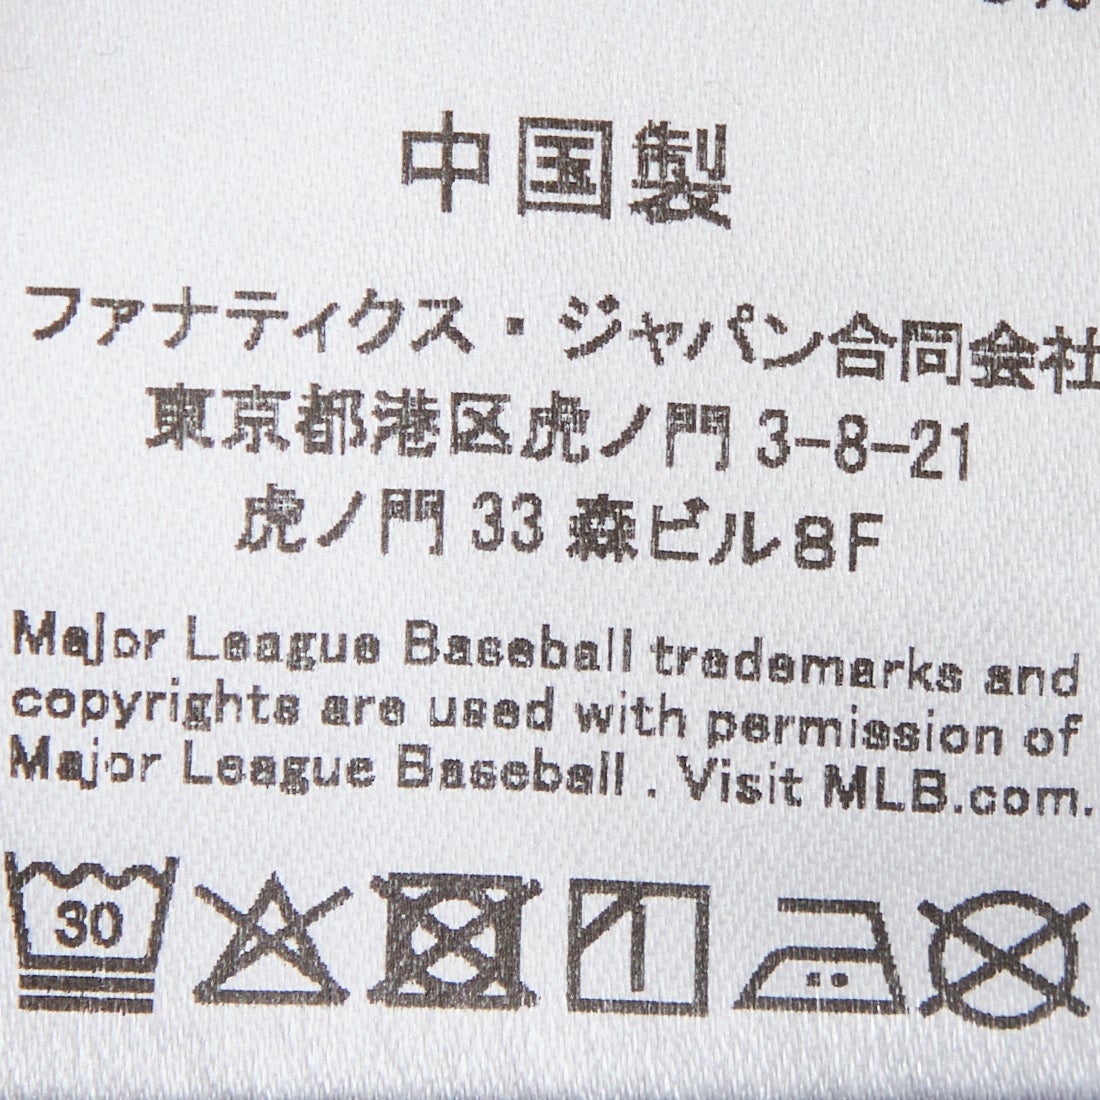 中国製
ファナティクス・ジャパン合同会社
東京都港区虎ノ門 3-8-21
虎ノ門 33 森ビル8F
Major League Baseball trademarks and
copyrights are used with permission of
Major League Baseball . Visit MLB.com.
30